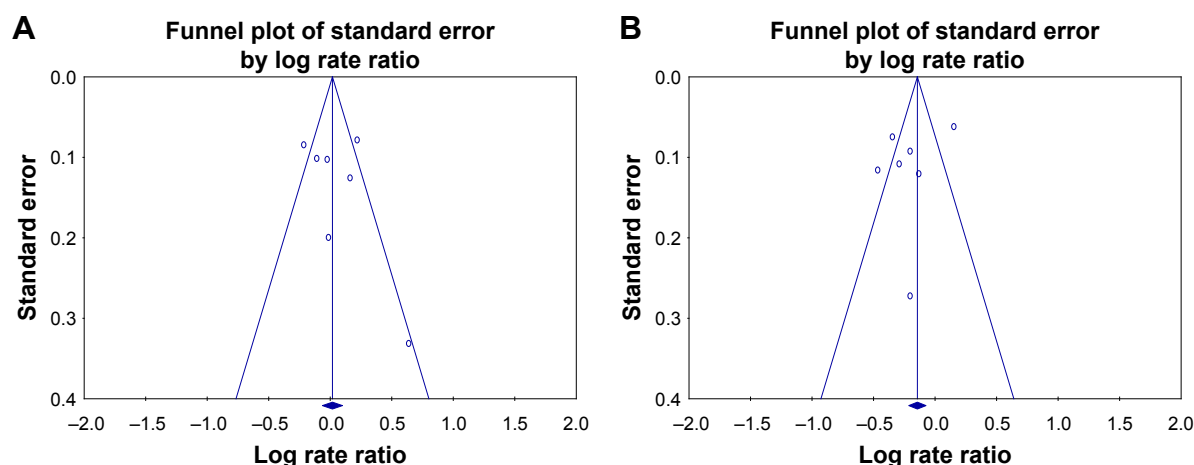 A
Funnel plot of standard error
by log rate ratio
0.0
0.1
0.2
0.3
0.4
Standard error
–2.0 –1.5 –1.0 –0.5 0.0 0.5 1.0 1.5 2.0
Log rate ratio
B
Funnel plot of standard error
by log rate ratio
0.0
0.1
0.2
0.3
0.4
Standard error
–2.0 –1.5 –1.0 –0.5 0.0 0.5 1.0 1.5 2.0
Log rate ratio